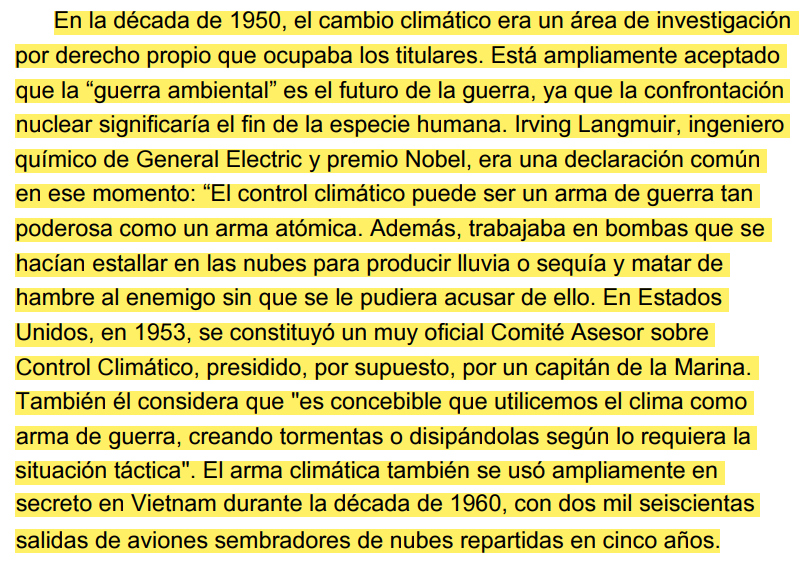 En la década de 1950, el cambio climático era un área de investigación
por derecho propio que ocupaba los titulares. Está ampliamente aceptado
que la “guerra ambiental” es el futuro de la guerra, ya que la confrontación
nuclear significaría el fin de la especie humana. Irving Langmuir, ingeniero
químico de General Electric y premio Nobel, era una declaración común
en ese momento: “El control climático puede ser un arma de guerra tan
poderosa como un arma atómica. Además, trabajaba en bombas que se
hacían estallar en las nubes para producir lluvia o sequía y matar de
hambre al enemigo sin que se le pudiera acusar de ello. En Estados
Unidos, en 1953, se constituyó un muy oficial Comité Asesor sobre
Control Climático, presidido, por supuesto, por un capitán de la Marina.
También él considera que "es concebible que utilicemos el clima como
arma de guerra, creando tormentas o disipándolas según lo requiera la
situación táctica". El arma climática también se usó ampliamente en
secreto en Vietnam durante la década de 1960, con dos mil seiscientas
salidas de aviones sembradores de nubes repartidas en cinco años.